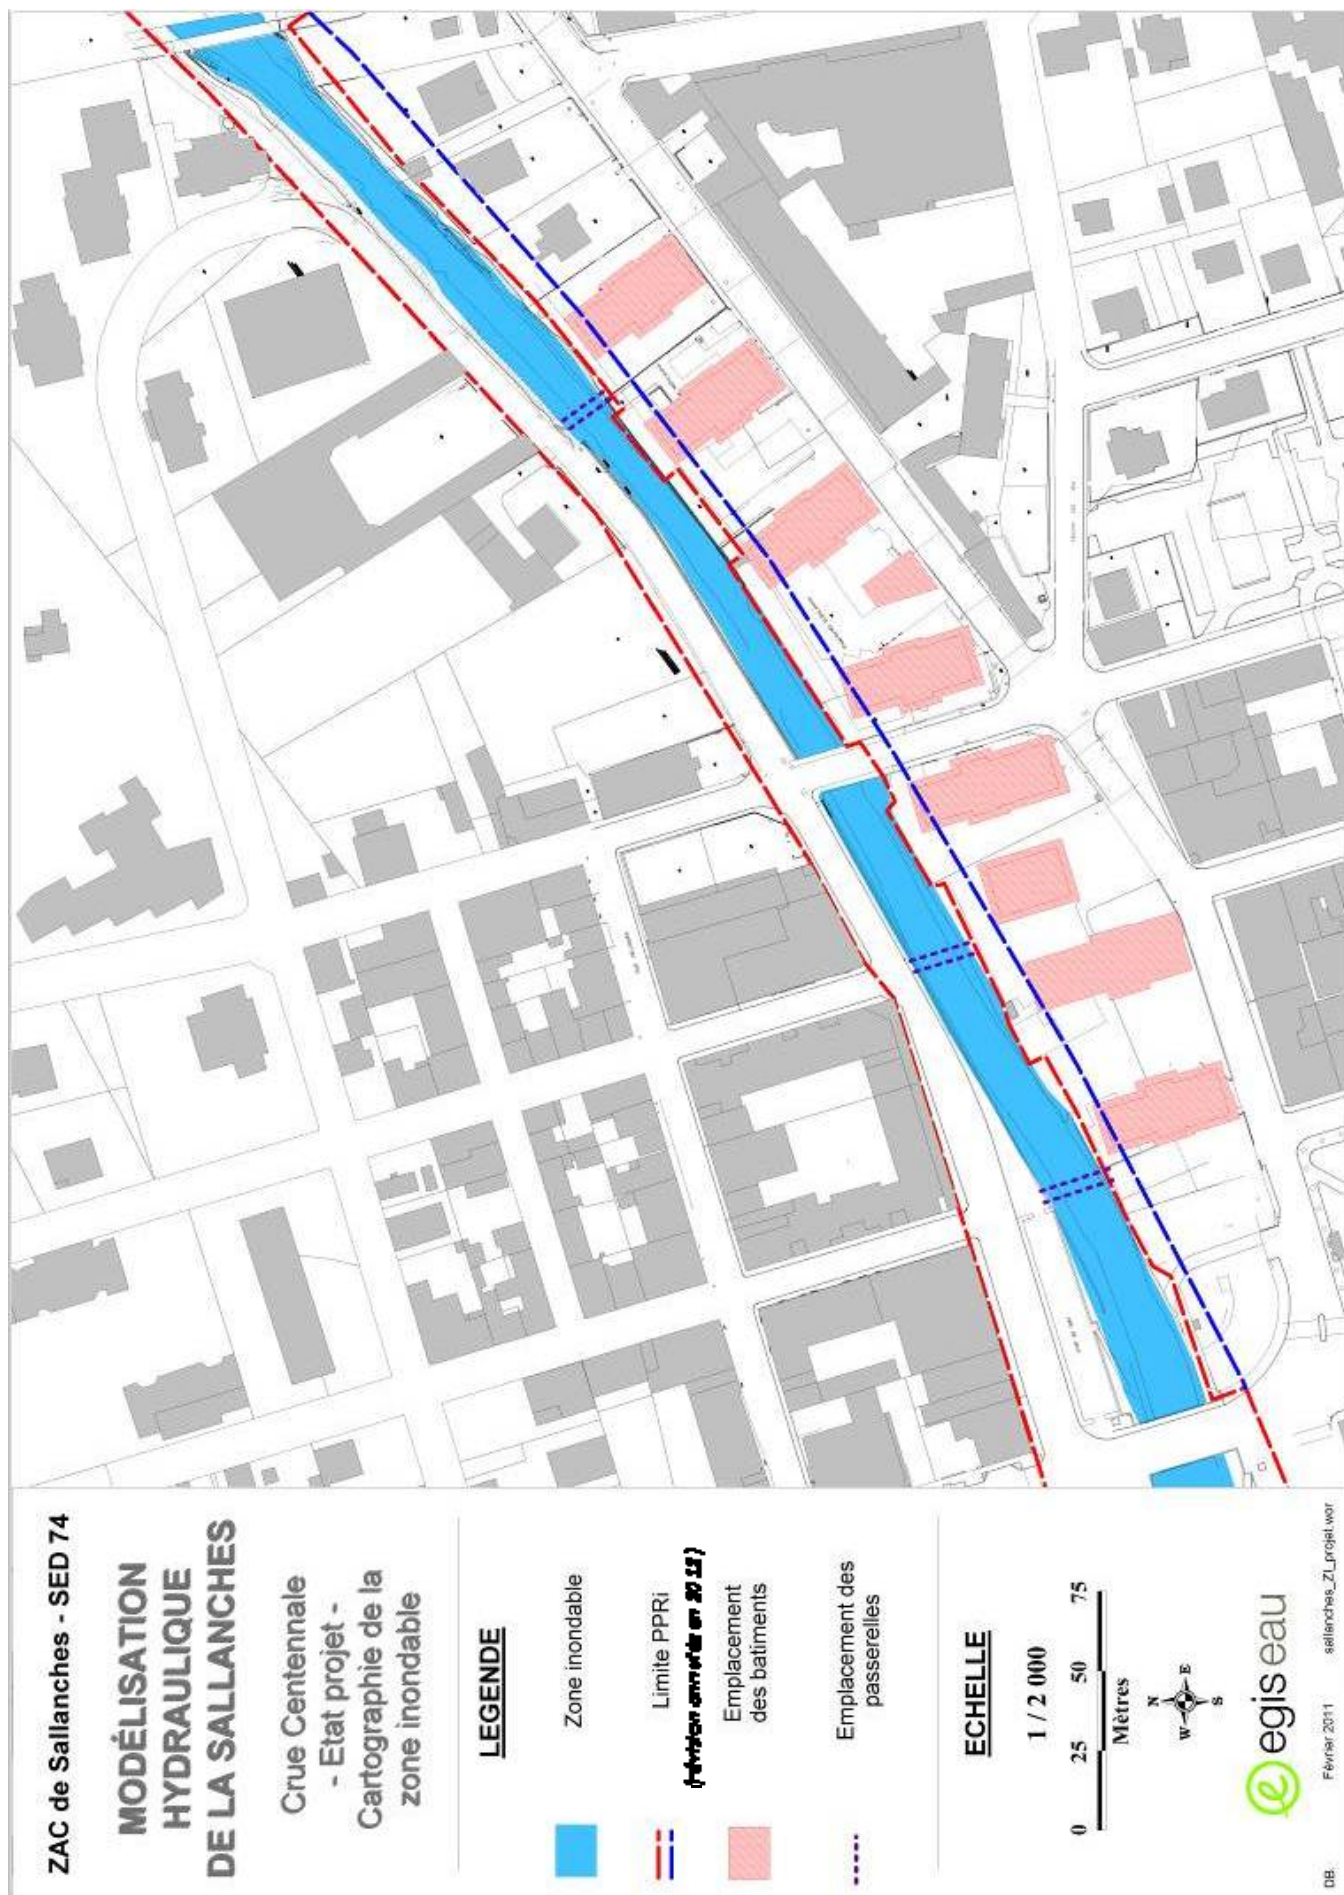 ZAC de Sallanches - SED 74
MODÉLISATION
HYDRAULIQUE
DE LA SALLANCHES
Crue Centennale
- Etat projet -
Cartographie de la
zone inondable
LEGENDE
Zone inondable
Limite PPRi
Emplacement
des batiments
Emplacement des
passerelles
ECHELLE
1 / 2 000
0 25 50 75
Mètres
N
W E
S
egis eau
DB Février 2011 sallanches_ZI_projet.wor